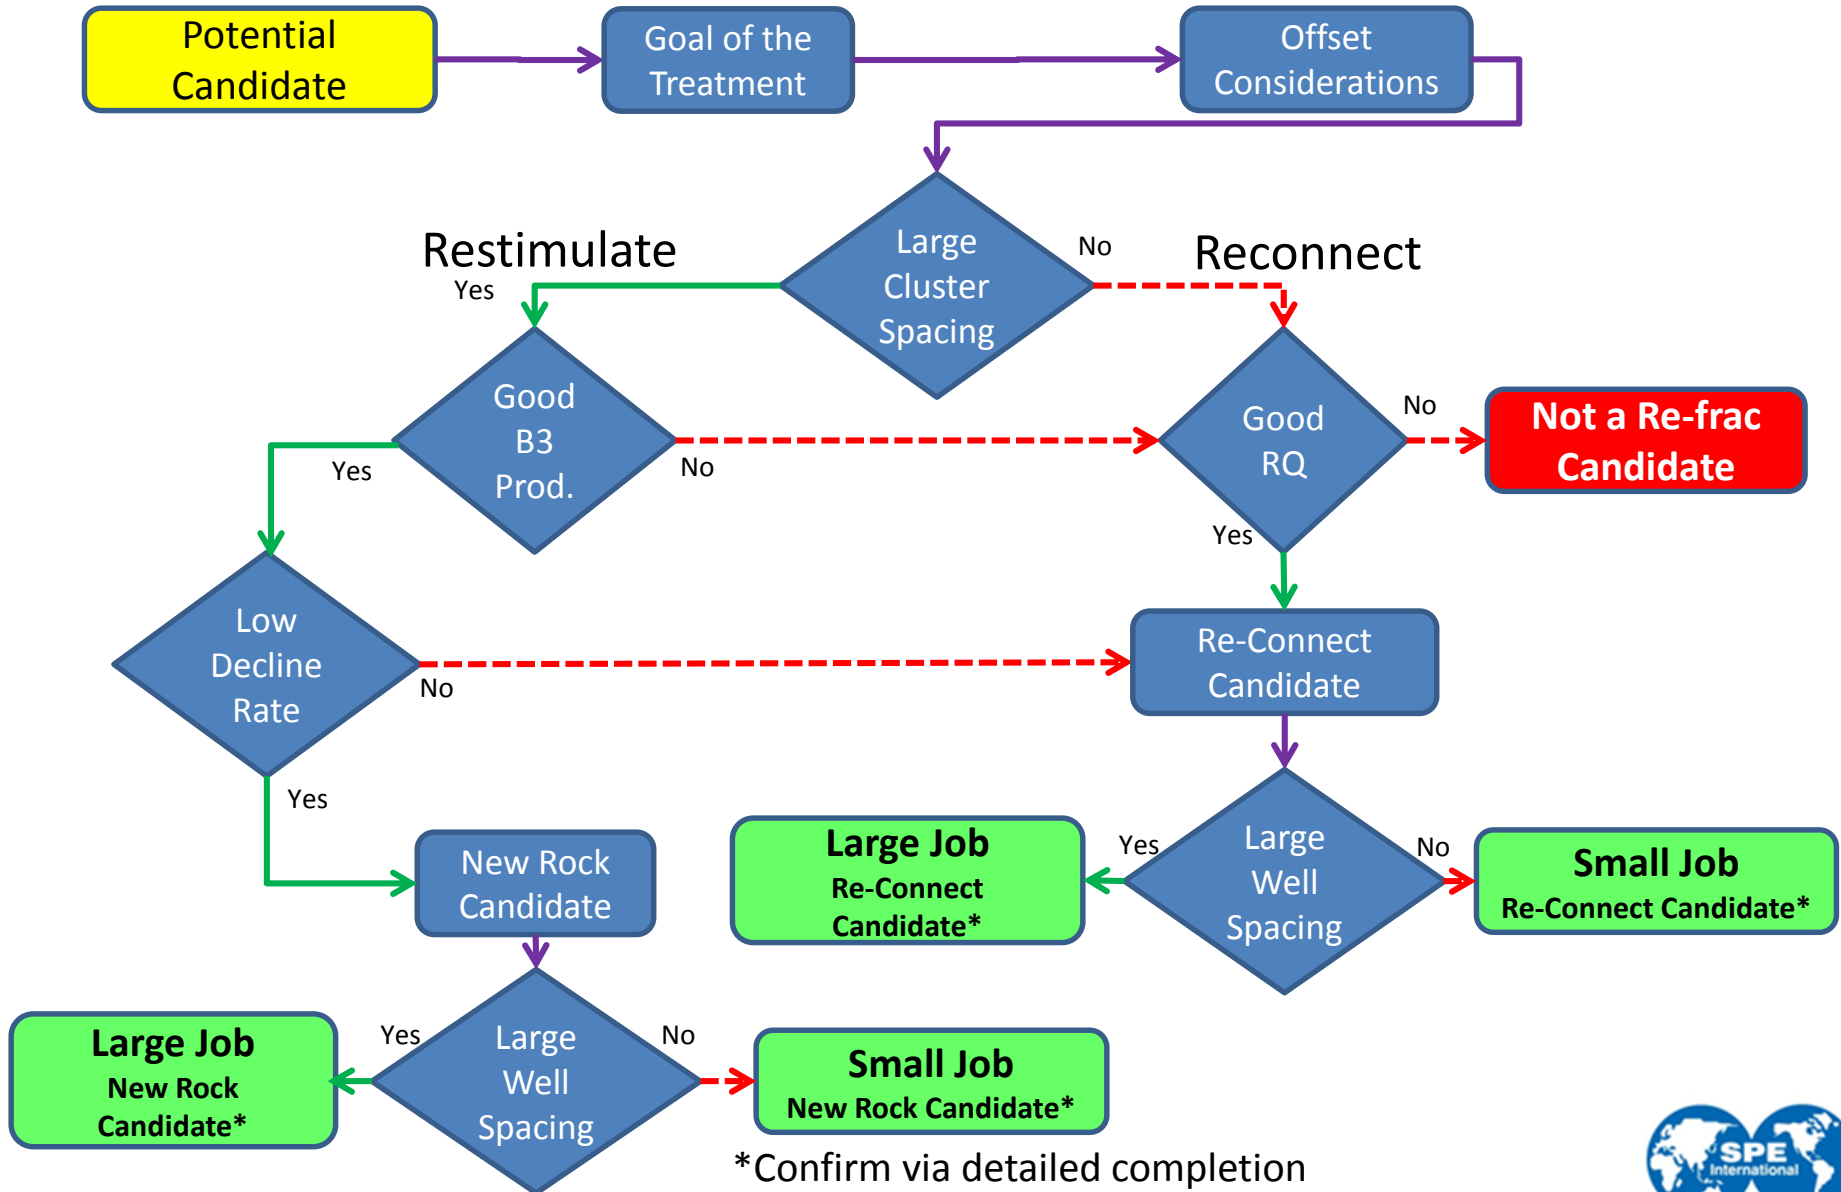 Potential
Candidate
Goal of the
Treatment
Offset
Considerations
Restimulate
Yes
Large
Cluster
Spacing
No
Reconnect
Good
B3
Prod.
Yes
No
Good
RQ
No
Yes
Not a Re-frac
Candidate
Low
Decline
Rate
No
Yes
Re-Connect
Candidate
New Rock
Candidate
Large Job
Re-Connect
Candidate*
Yes
Large
Well
Spacing
No
Small Job
Re-Connect Candidate*
Large Job
New Rock
Candidate*
Yes
Large
Well
Spacing
No
Small Job
New Rock Candidate*
*Confirm via detailed completion
SPE
International